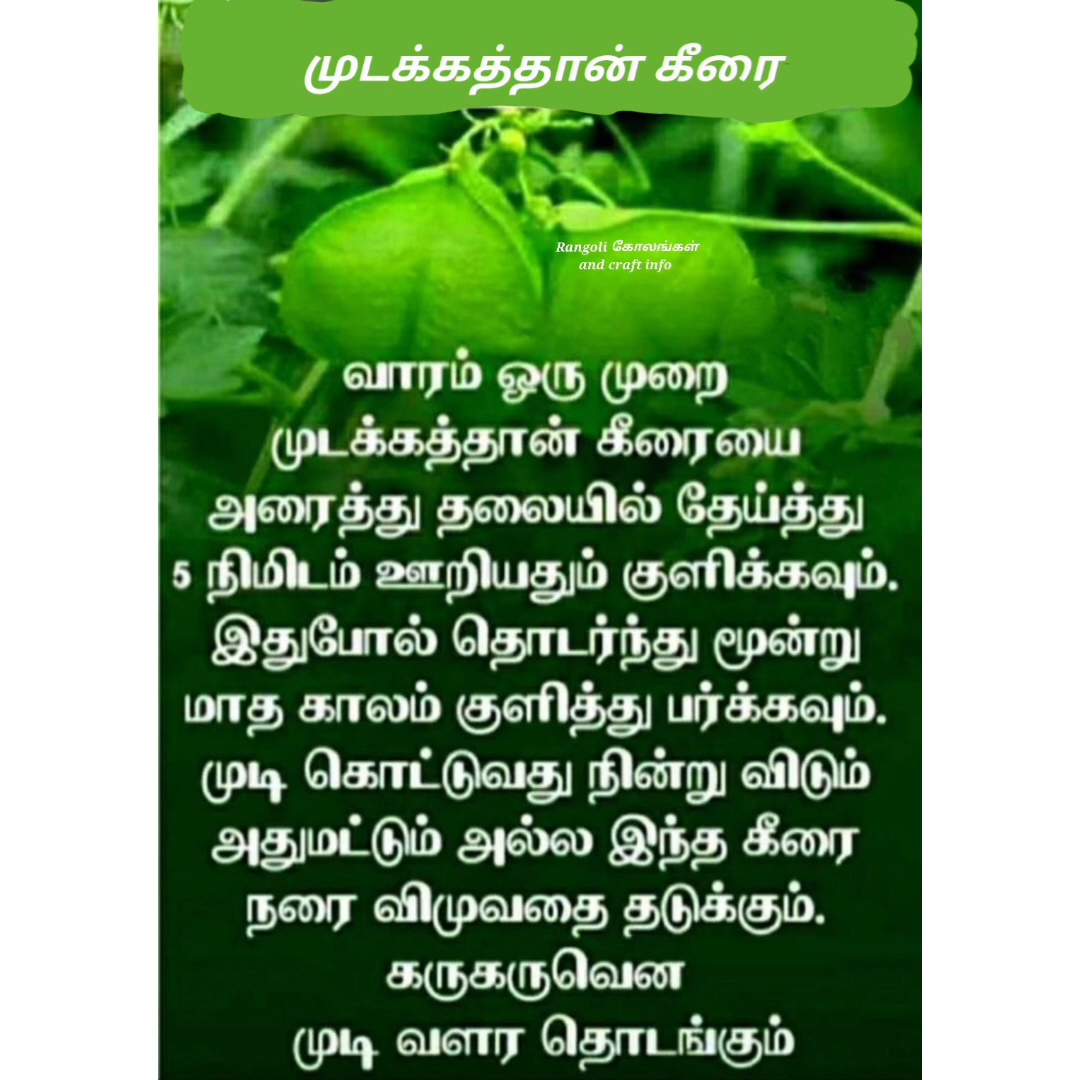 முடக்கத்தான் கீரை
Rangoli கோலங்கள்
and craft info
வாரம் ஒரு முறை
முடக்கத்தான் கீரையை
அரைத்து தலையில் தேய்த்து
5 நிமிடம் ஊறியதும் குளிக்கவும்.
இதுபோல் தொடர்ந்து மூன்று
மாத காலம் குளித்து பர்க்கவும்.
முடி கொட்டுவது நின்று விடும்
அதுமட்டும் அல்ல இந்த கீரை
நரை விமுவதை தடுக்கும்.
கருகருவென
முடி வளர தொடங்கும்